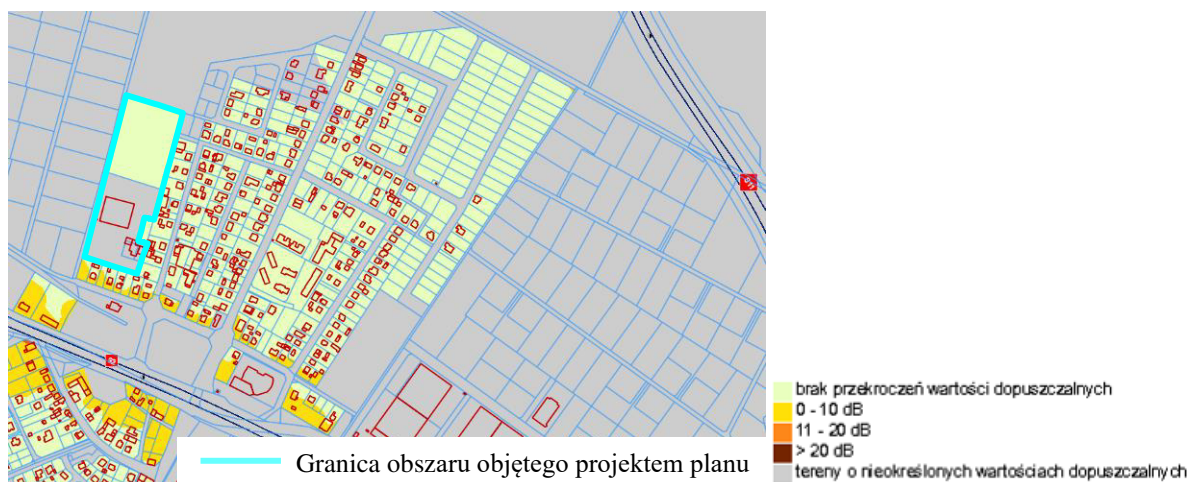 brak przekroczeń wartości dopuszczalnych
0 - 10 dB
11 - 20 dB
> 20 dB
tereny o nieokreślonych wartościach dopuszczalnych
Granica obszaru objętego projektem planu